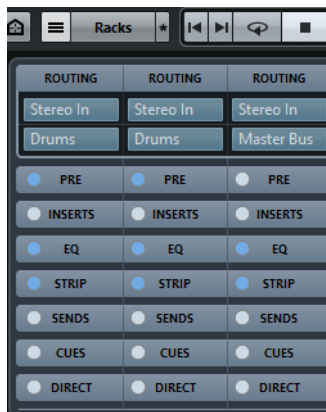 Racks *
ROUTING ROUTING ROUTING
Stereo In Stereo In Stereo In
Drums Drums Master Bus
PRE PRE PRE
INSERTS INSERTS INSERTS
EQ EQ EQ
STRIP STRIP STRIP
SENDS SENDS SENDS
CUES CUES CUES
DIRECT DIRECT DIRECT